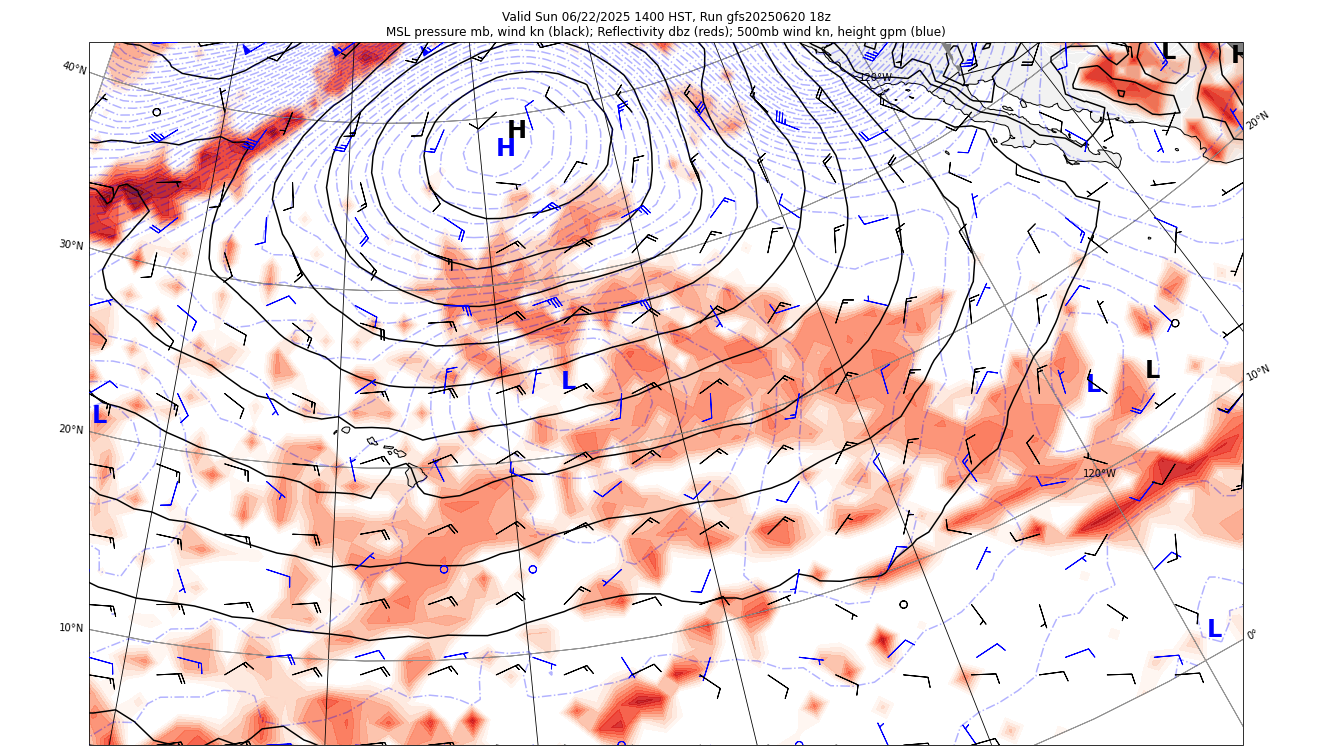 Valid Sun 06/22/2025 1400 HST, Run gfs20250620 18z
MSL pressure mb, wind kn (black); Reflectivity dbz (reds); 500mb wind kn, height gpm (blue)
L
H
40°N
120°W
20°N
H
H
30°N
10°N
L
L
L
L
20°N
120°W
10°N
L
0°